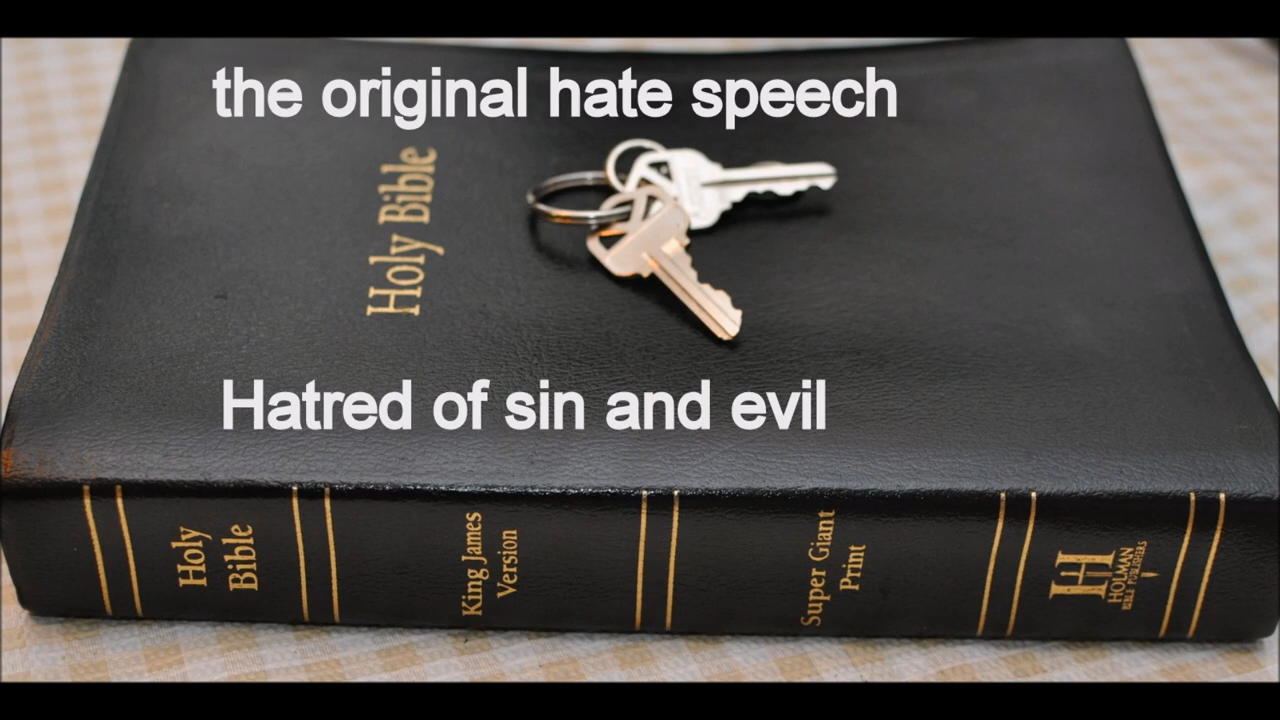 the original hate speech
Holy Bible
Hatred of sin and evil
Holy
Bible
King James
Version
Super Giant
Print
H
HOLMAN
BIBLE PUBLISHERS